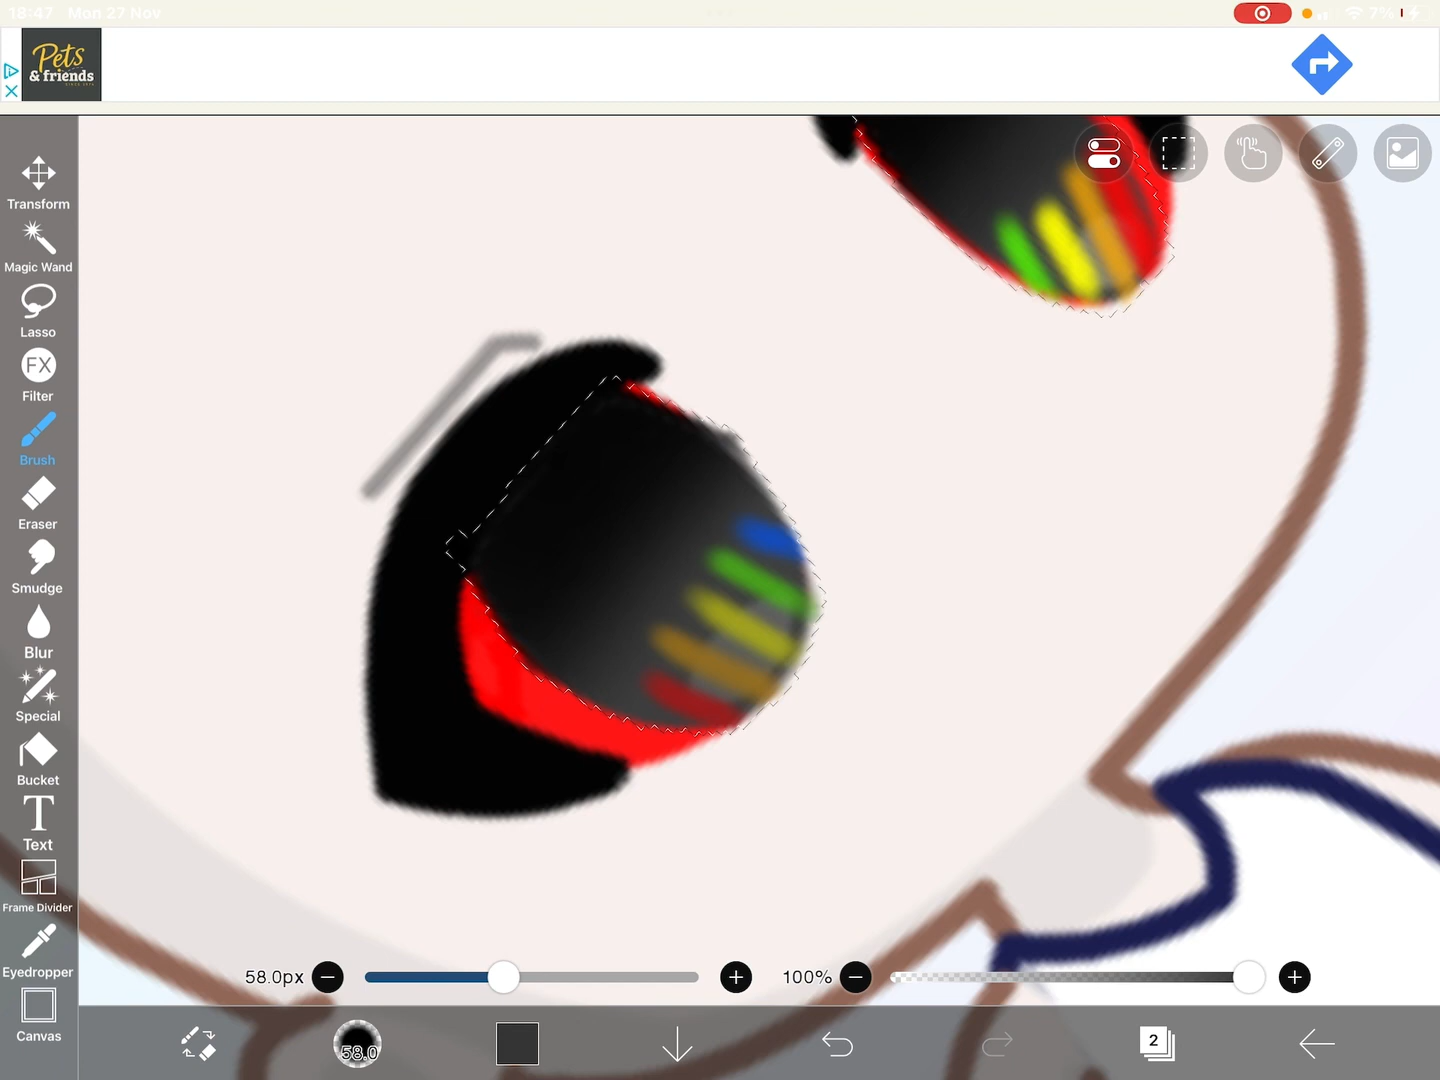 18:47 Mon 27 Nov
7%
Pets
& friends
Transform
Magic Wand
Lasso
FX
Filter
Brush
Eraser
Smudge
Blur
Special
Bucket
T
Text
Frame Divider
Eyedropper
Canvas
58.0px
100%
58.0
2